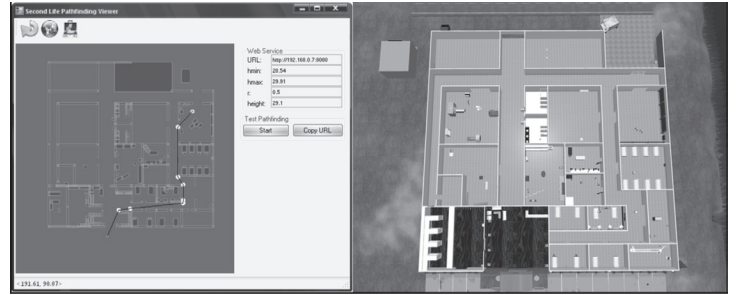 Second Life Pathfinding Viewer
Web Service
URL: http://192.168.0.7:8080
hmin: 28.54
hmax: 29.91
r: 0.5
height: 29.1
Test Pathfinding
Start Copy URL
<191.61, 90.07>